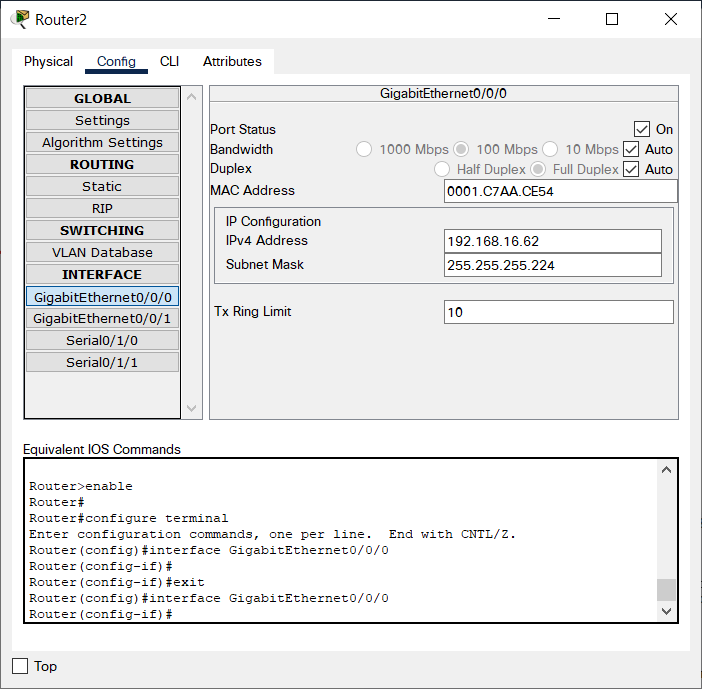 Router2
Physical Config CLI Attributes
GLOBAL
Settings
Algorithm Settings
ROUTING
Static
RIP
SWITCHING
VLAN Database
INTERFACE
GigabitEthernet0/0/0
GigabitEthernet0/0/1
Serial0/1/0
Serial0/1/1
GigabitEthernet0/0/0
Port Status On
Bandwidth 1000 Mbps 100 Mbps 10 Mbps Auto
Duplex Half Duplex Full Duplex Auto
MAC Address 0001.C7AA.CE54
IP Configuration
IPv4 Address 192.168.16.62
Subnet Mask 255.255.255.224
Tx Ring Limit 10
Equivalent IOS Commands
Router>enable
Router#
Router#configure terminal
Enter configuration commands, one per line.  End with CNTL/Z.
Router(config)#interface GigabitEthernet0/0/0
Router(config-if)#
Router(config-if)#exit
Router(config)#interface GigabitEthernet0/0/0
Router(config-if)#
Top